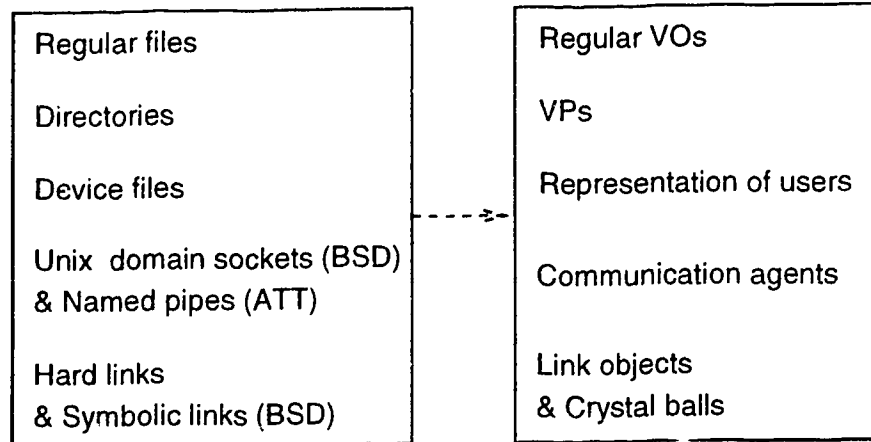 Regular files
Directories
Device files
Unix domain sockets (BSD)
& Named pipes (ATT)
Hard links
& Symbolic links (BSD)
Regular VOs
VPs
Representation of users
Communication agents
Link objects
& Crystal balls